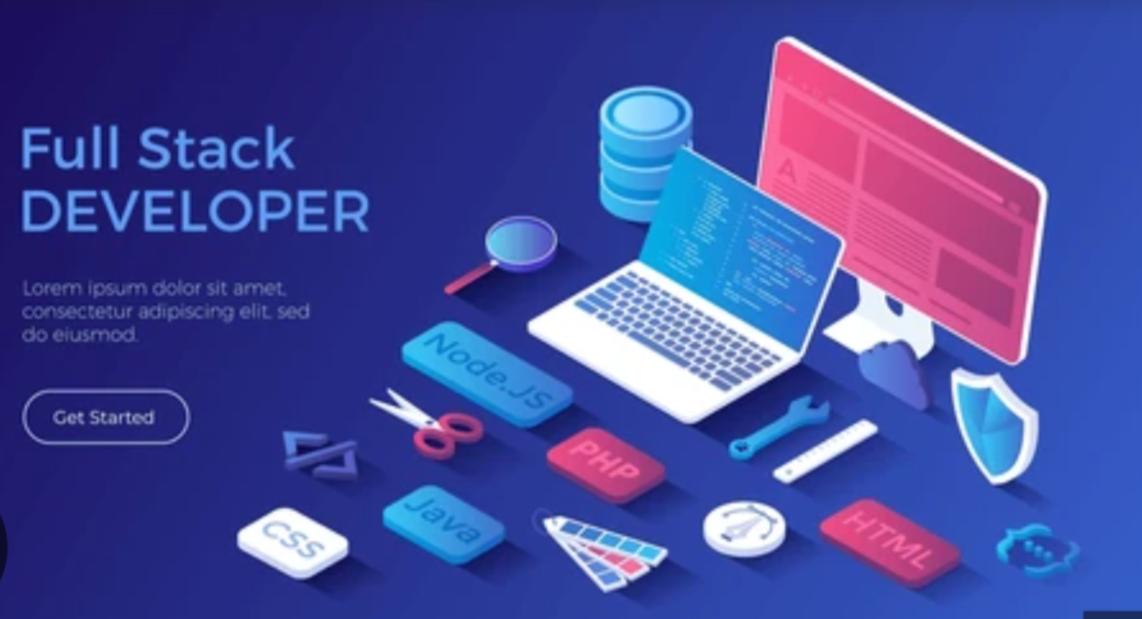 Full Stack
DEVELOPER
Lorem ipsum dolor sit amet,
consectetur adipiscing elit, sed
do eiusmod.
Get Started
Node.JS
PHP
Java
CSS
HTML
A